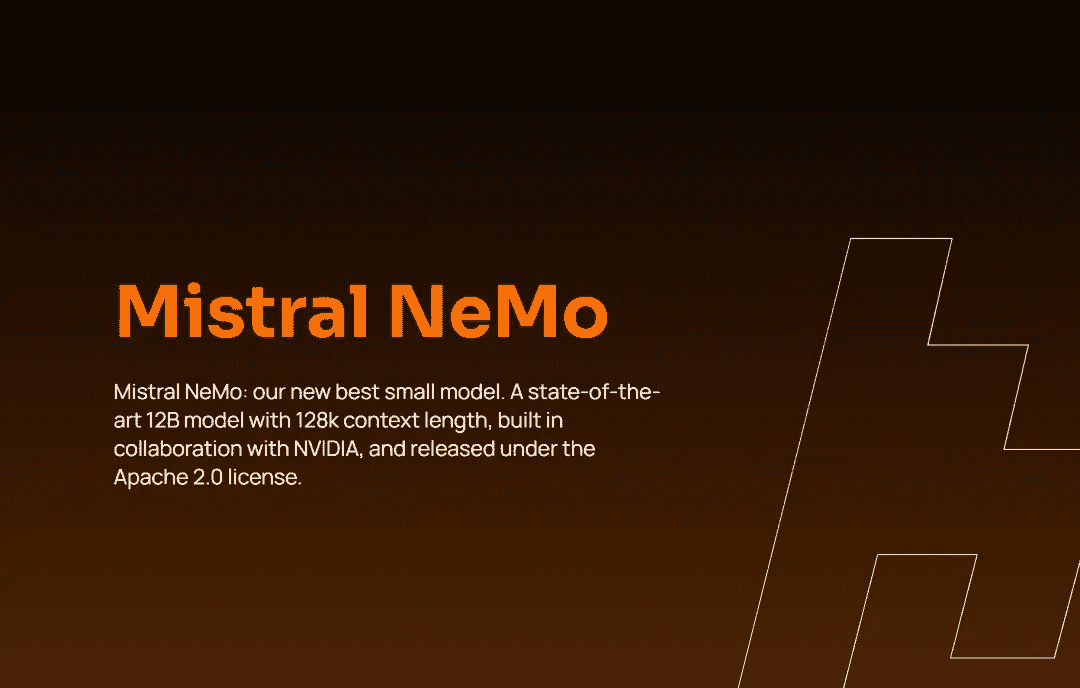 Mistral NeMo
Mistral NeMo: our new best small model. A state-of-the-
art 12B model with 128k context length, built in
collaboration with NVIDIA, and released under the
Apache 2.0 license.